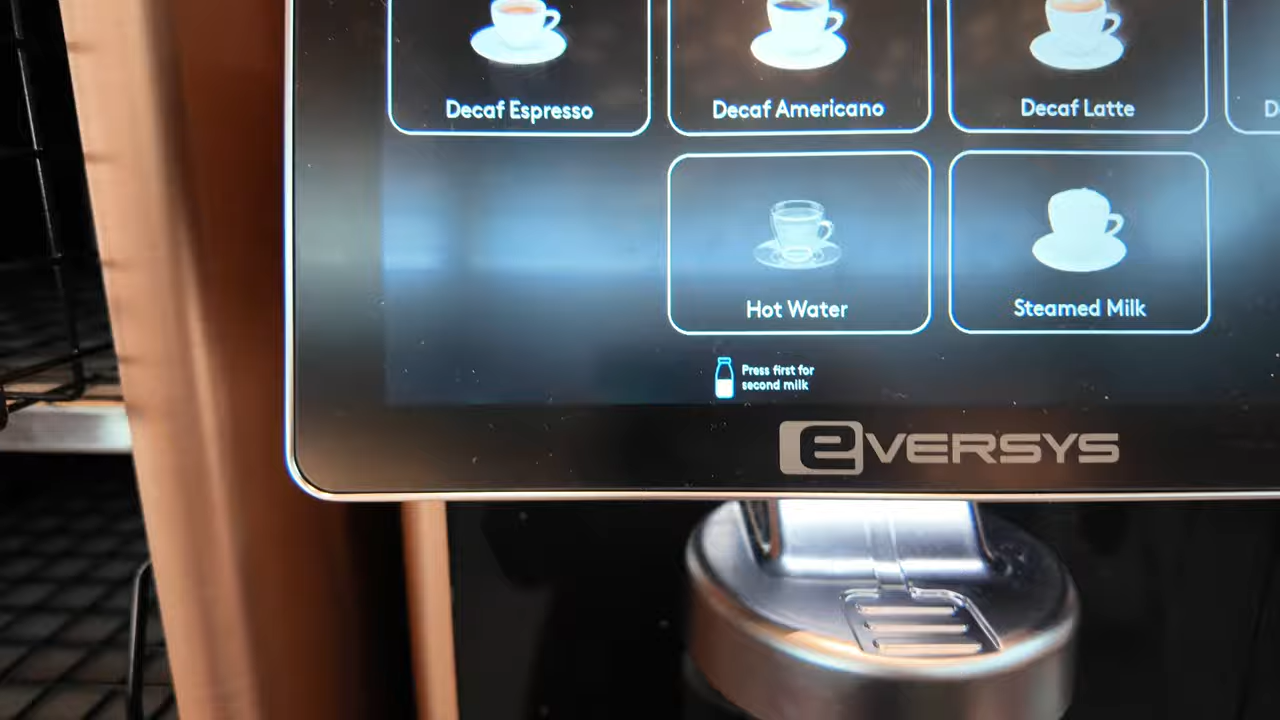 Decaf Espresso
Decaf Americano
Decaf Latte
D
Hot Water
Steamed Milk
Press first for
second milk
eVERSYS